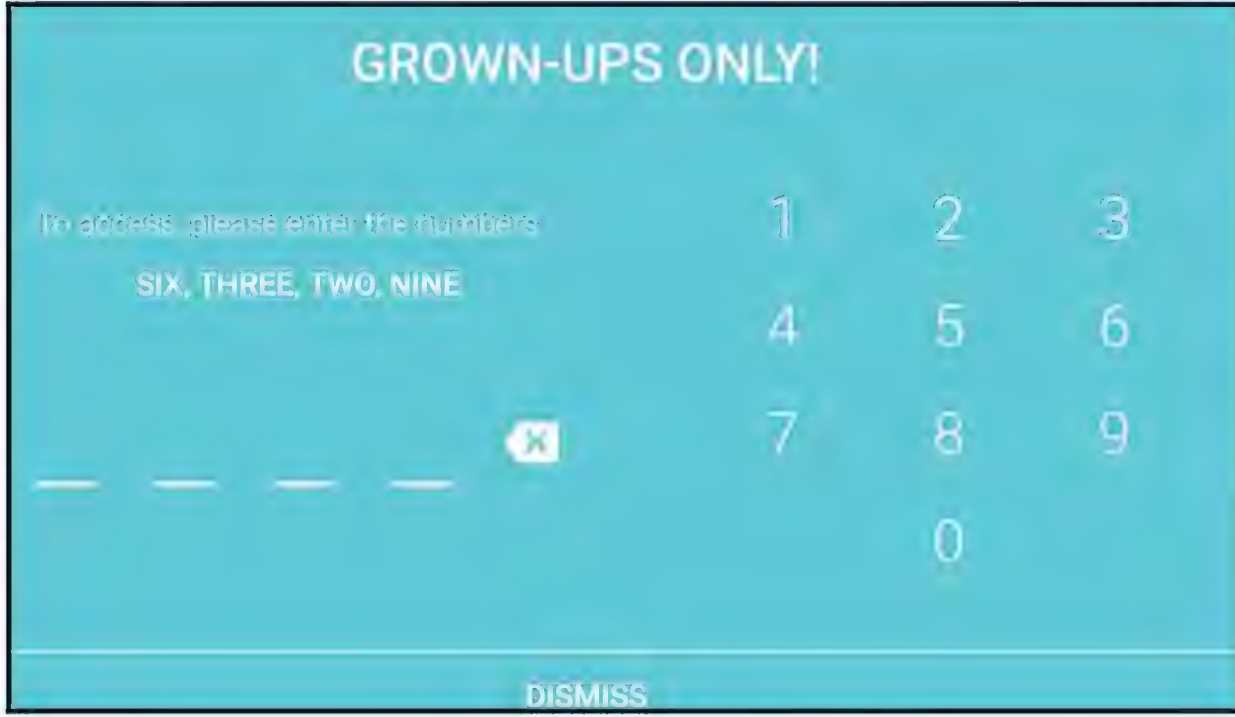 GROWN-UPS ONLY!
To access, please enter the numbers
SIX, THREE, TWO, NINE
1 2 3
4 5 6
7 8 9
0
DISMISS